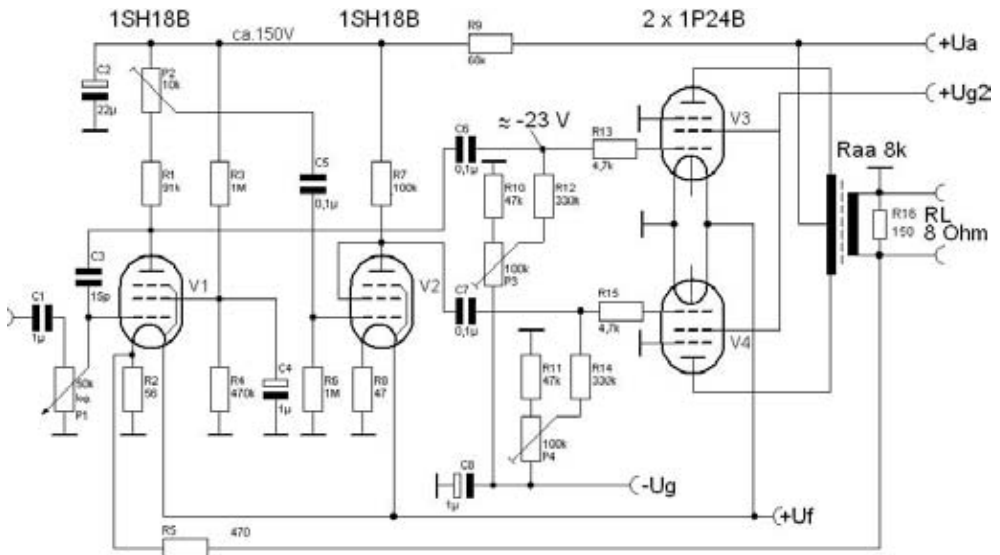 1SH18B
1SH18B
2 x 1P24B
ca.150V
R9
68k
+Ua
C2
22µ
P2
10k
+Ug2
≈ -23 V
V3
C6
0,1µ
R13
4,7k
Raa 8k
C5
0,1µ
R1
91k
R3
1M
R7
100k
R10
47k
R12
330k
R16
150
RL
8 Ohm
C3
15p
V1
V2
100k
P3
C7
0,1µ
R15
4,7k
V4
C1
1µ
50k
log.
P1
R2
56
R4
470k
C4
1µ
R6
1M
R8
47
R11
47k
R14
330k
100k
P4
C8
1µ
-Ug
+Uf
R5
470